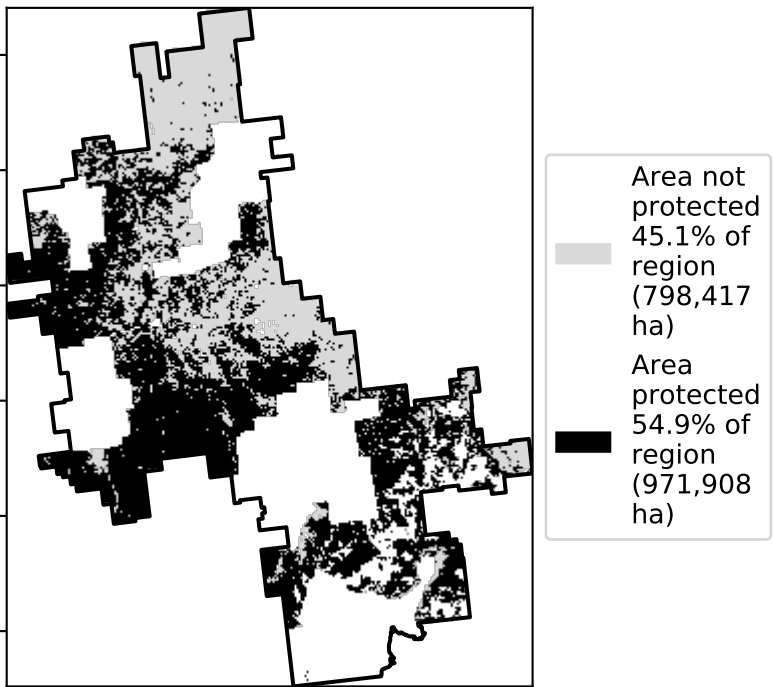 Area not
protected
45.1% of
region
(798,417
ha)
Area
protected
54.9% of
region
(971,908
ha)